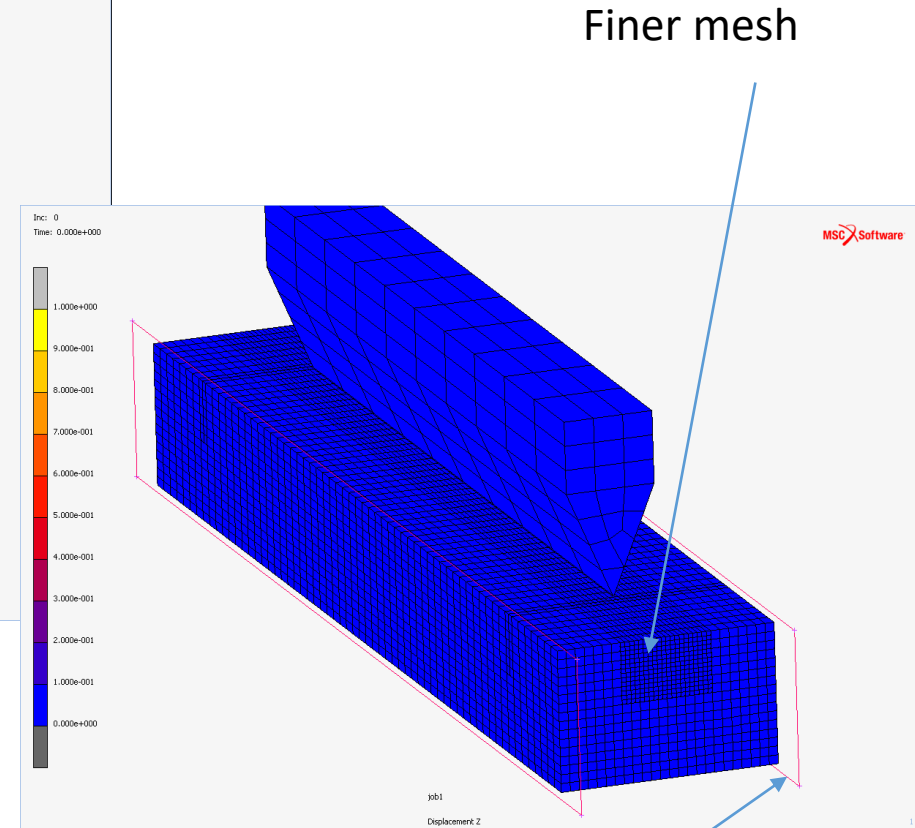 Finer mesh
Inc: 0
Time: 0.000e+000
MSC Software
1.000e+000
9.000e-001
8.000e-001
7.000e-001
6.000e-001
5.000e-001
4.000e-001
3.000e-001
2.000e-001
1.000e-001
0.000e+000
job1
Displacement Z
1